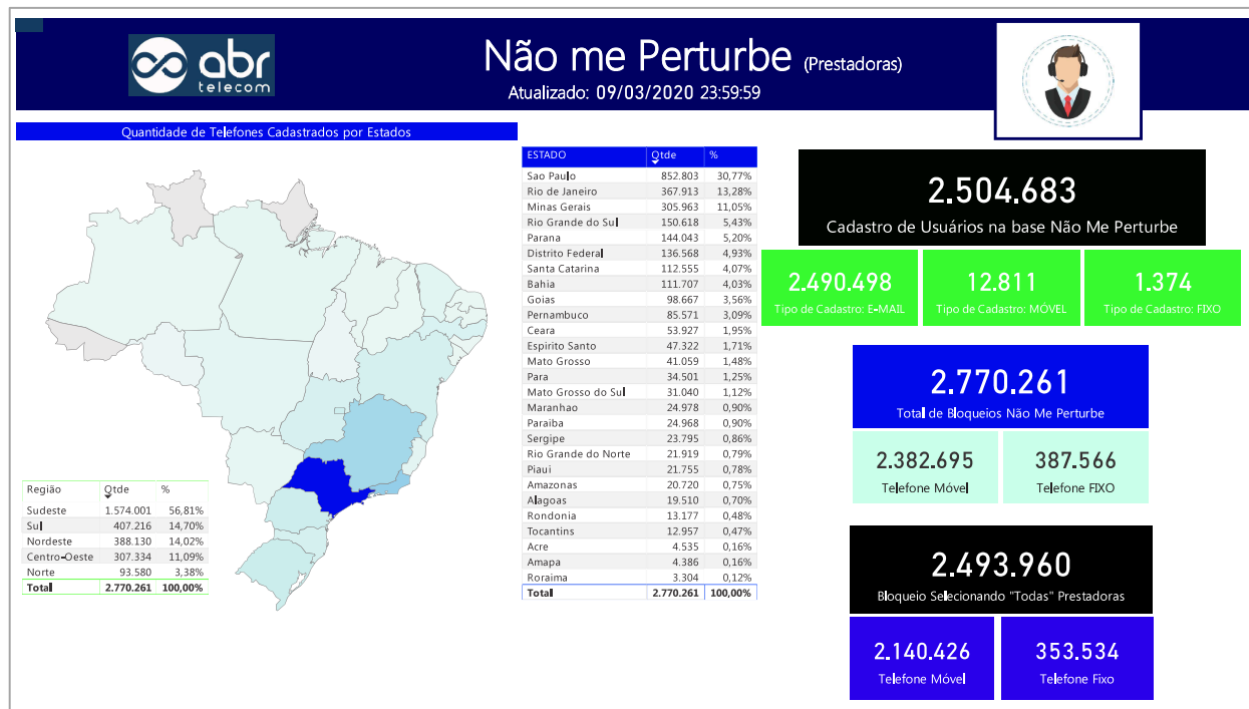 abr
telecom
Não me Perturbe (Prestadoras)
Atualizado: 09/03/2020 23:59:59
Quantidade de Telefones Cadastrados por Estados
ESTADO Qtde %
Sao Paulo 852.803 30,77%
Rio de Janeiro 367.913 13,28%
Minas Gerais 305.963 11,05%
Rio Grande do Sul 150.618 5,43%
Parana 144.043 5,20%
Distrito Federal 136.568 4,93%
Santa Catarina 112.555 4,07%
Bahia 111.707 4,03%
Goias 98.667 3,56%
Pernambuco 85.571 3,09%
Ceara 53.927 1,95%
Espirito Santo 47.322 1,71%
Mato Grosso 41.059 1,48%
Para 34.501 1,25%
Mato Grosso do Sul 31.040 1,12%
Maranhao 24.978 0,90%
Paraiba 24.968 0,90%
Sergipe 23.795 0,86%
Rio Grande do Norte 21.919 0,79%
Piaui 21.755 0,78%
Amazonas 20.720 0,75%
Alagoas 19.510 0,70%
Rondonia 13.177 0,48%
Tocantins 12.957 0,47%
Acre 4.535 0,16%
Amapa 4.386 0,16%
Roraima 3.304 0,12%
Total 2.770.261 100,00%
Região Qtde %
Sudeste 1.574.001 56,81%
Sul 407.216 14,70%
Nordeste 388.130 14,02%
Centro-Oeste 307.334 11,09%
Norte 93.580 3,38%
Total 2.770.261 100,00%
2.504.683
Cadastro de Usuários na base Não Me Perturbe
2.490.498 12.811 1.374
Tipo de Cadastro: E-MAIL Tipo de Cadastro: MÓVEL Tipo de Cadastro: FIXO
2.770.261
Total de Bloqueios Não Me Perturbe
2.382.695 387.566
Telefone Móvel Telefone FIXO
2.493.960
Bloqueio Selecionando "Todas" Prestadoras
2.140.426 353.534
Telefone Móvel Telefone Fixo